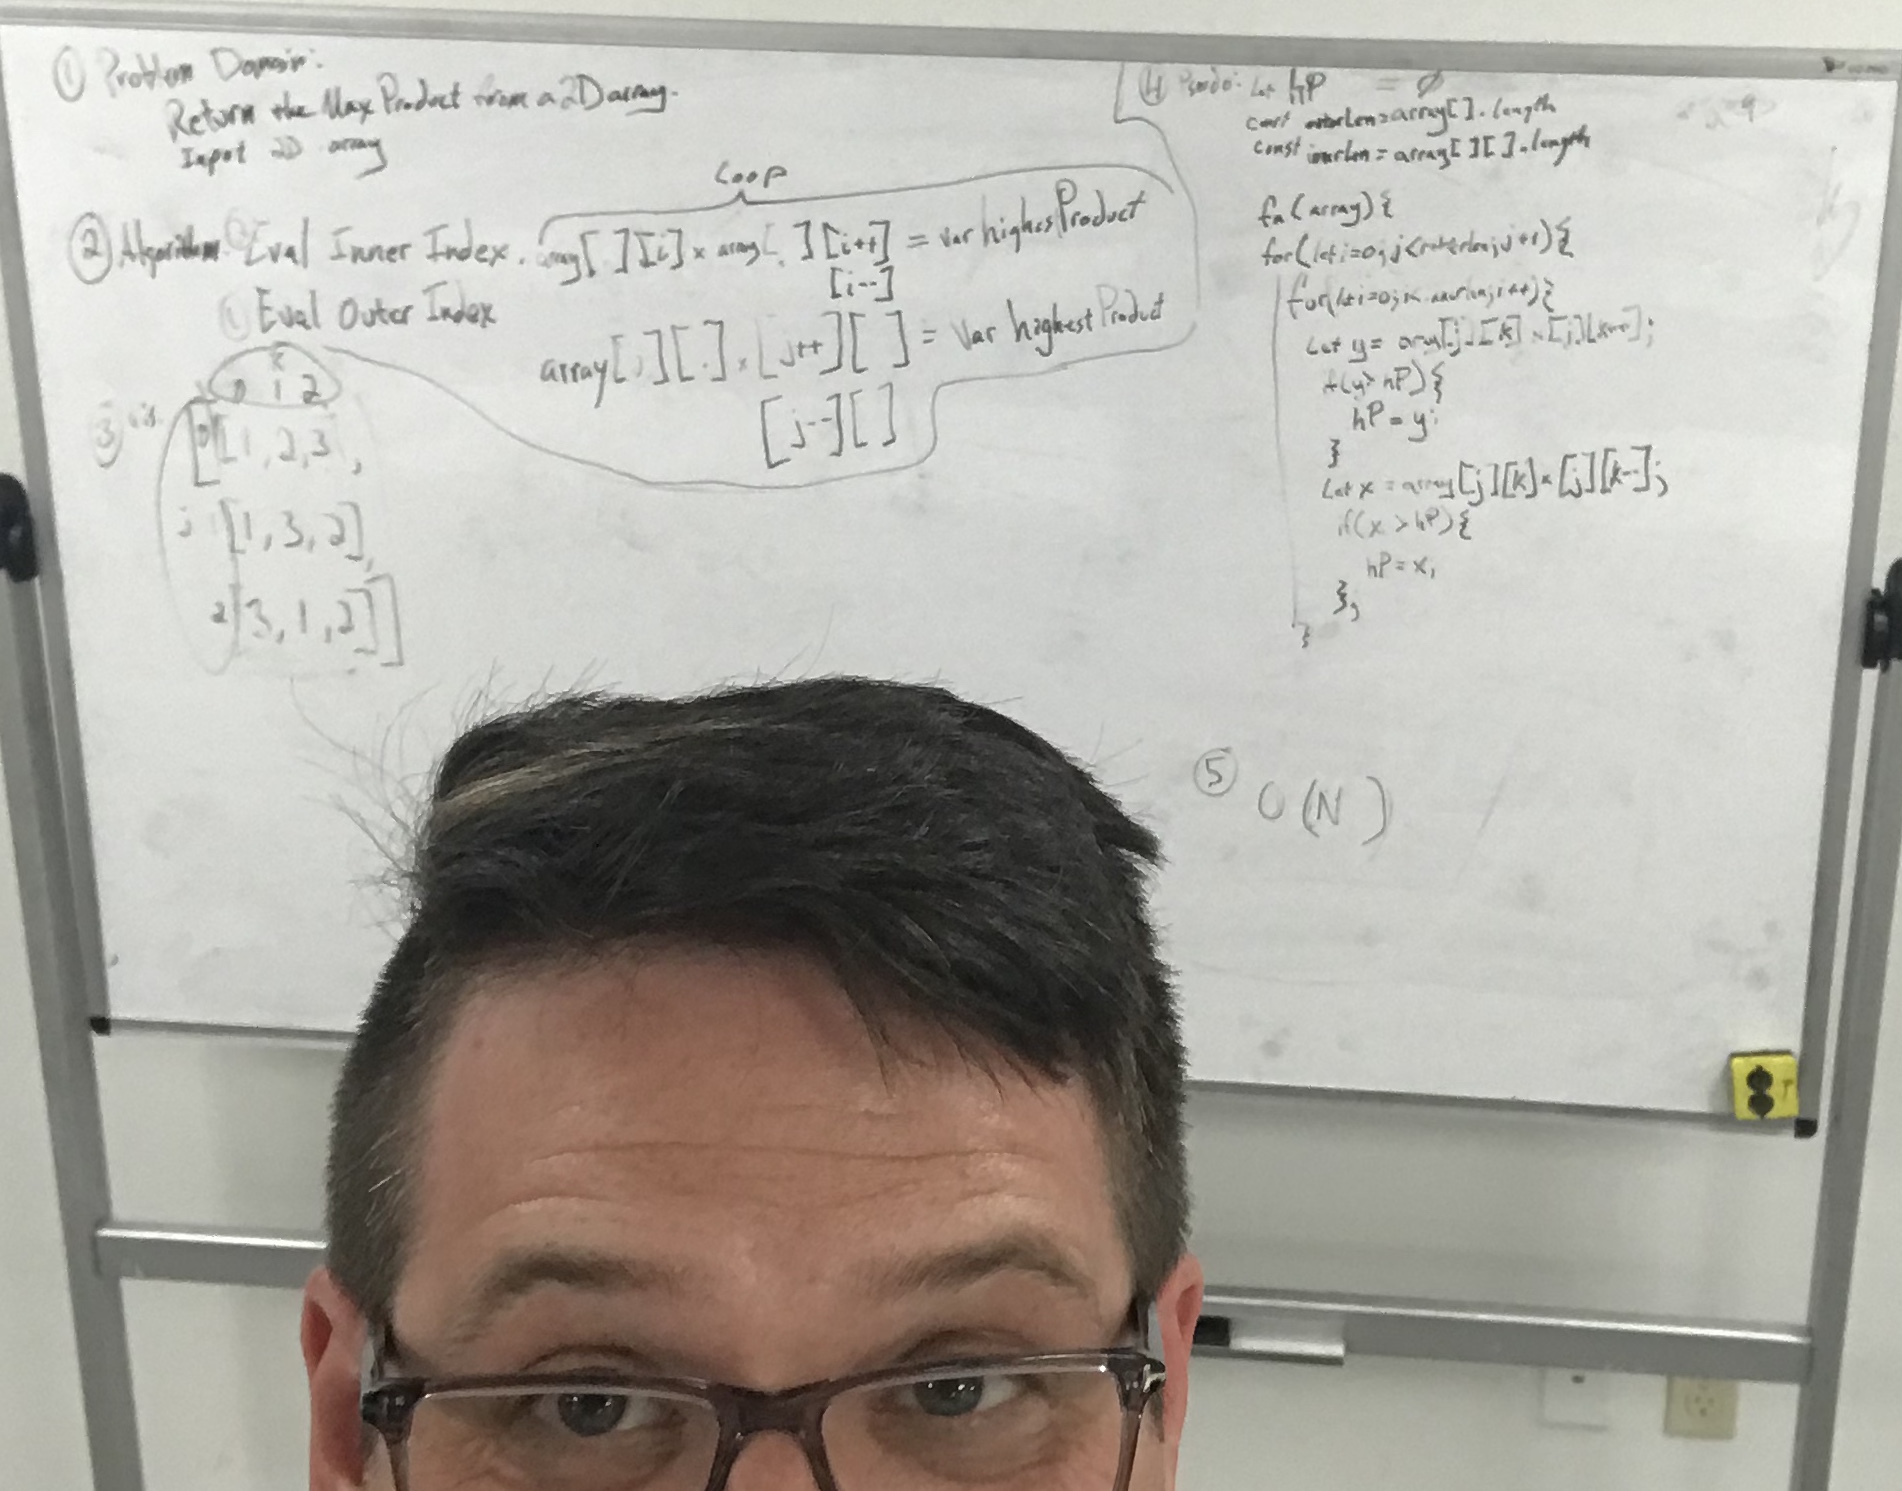 ① Problem Domain:
Return the Max Product from a 2D array.
Input 2D array
Loop
② Algorithm Eval Inner Index. array[ ][i] × array[ ][i++] = var highestProduct
[i--]
① Eval Outer Index
array[j][ ] × [j++][ ] = var highestProduct
[j--][ ]
③ vis.
0 1 2
0 [[1, 2, 3],
j 1 [1, 3, 2],
2 [3, 1, 2]]
④ Pseudo: Let hP = ∅
const outerLen = array[].length
const innerLen = array[][].length
fn(array){
for(let i=0; j<outerlen; j++){
for(let i=0; i< innerlen; i++){
Let y = array[j][k] × [j][k++];
if(y> hP){
hP = y;
}
Let x = array[j][k] × [j][k--];
if(x > hP){
hP = x;
};
}
⑤ O(N)